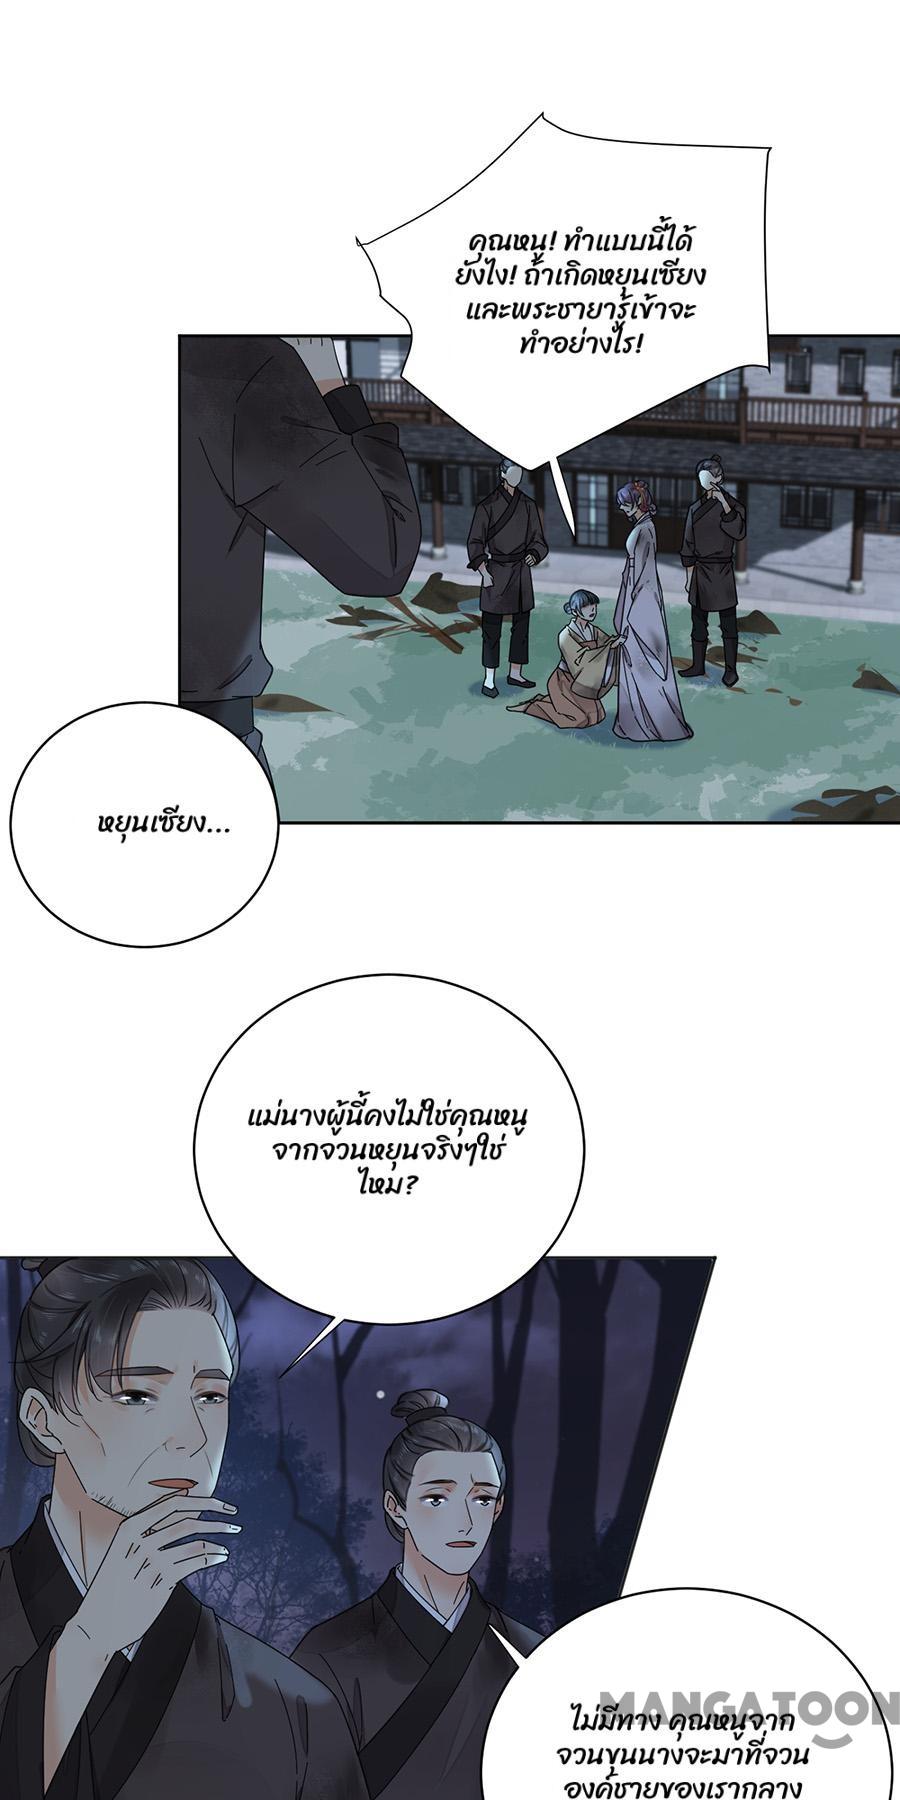 คุณหนู! ทำแบบนี้ได้
ยังไง! ถ้าเกิดหยุนเซียง
และพระชายารู้เข้าจะ
ทำอย่างไร!
หยุนเซียง...
แม่นางผู้นี้คงไม่ใช่คุณหนู
จากจวนหยุนจริงๆใช่
ไหม?
MANGATOON
ไม่มีทาง คุณหนูจาก
จวนขุนนางจะมาที่จวน
องค์ชายของเรากลาง